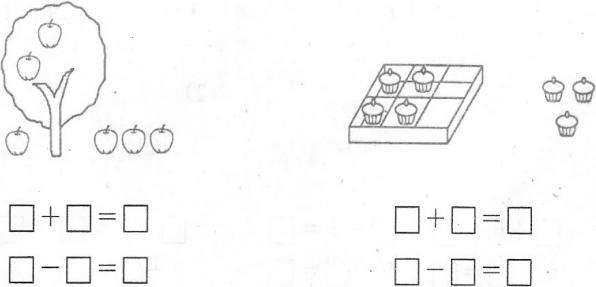 □ + □ = □ □ + □ = □
□ − □ = □ □ − □ = □